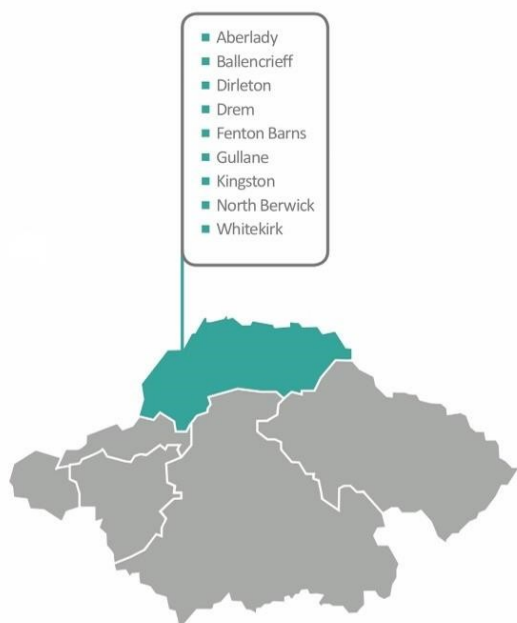 Aberlady
Ballencrieff
Dirleton
Drem
Fenton Barns
Gullane
Kingston
North Berwick
Whitekirk